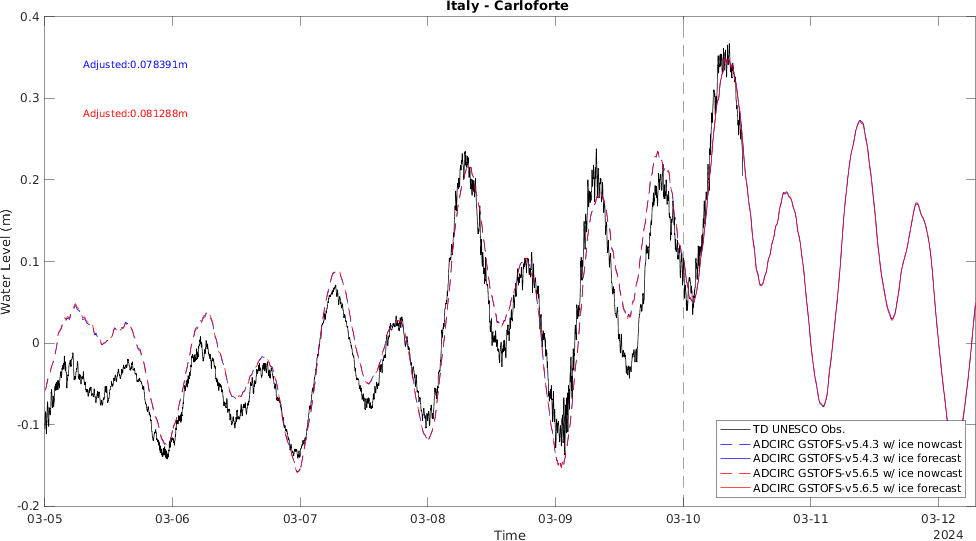 Italy - Carloforte
0.4
0.3
0.2
0.1
0
-0.1
-0.2
Water Level (m)
Adjusted:0.078391m
Adjusted:0.081288m
TD UNESCO Obs.
ADCIRC GSTOFS-v5.4.3 w/ ice nowcast
ADCIRC GSTOFS-v5.4.3 w/ ice forecast
ADCIRC GSTOFS-v5.6.5 w/ ice nowcast
ADCIRC GSTOFS-v5.6.5 w/ ice forecast
03-05 03-06 03-07 03-08 03-09 03-10 03-11 03-12
Time
2024